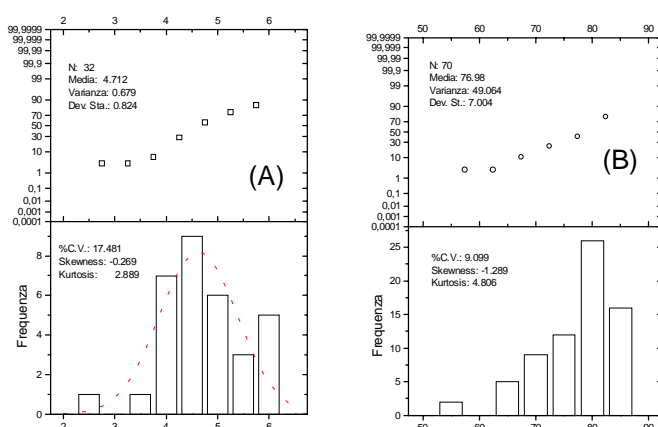 2 3 4 5 6
99,9999
99,999
99,99
99,9
99
90
70
50
30
10
1
0,1
0,01
0,001
0,0001
N: 32
Media: 4.712
Varianza: 0.679
Dev. Sta.: 0.824
(A)
%C.V.: 17.481
Skewness: -0.269
Kurtosis: 2.889
Frequenza
8
6
4
2
0
2 3 4 5 6
50 60 70 80 90
99,9999
99,999
99,99
99,9
99
90
70
50
30
10
1
0,1
0,01
0,001
0,0001
N: 70
Media: 76.98
Varianza: 49.064
Dev. St.: 7.004
(B)
%C.V.: 9.099
Skewness: -1.289
Kurtosis: 4.806
Frequenza
25
20
15
10
5
0
50 60 70 80 90